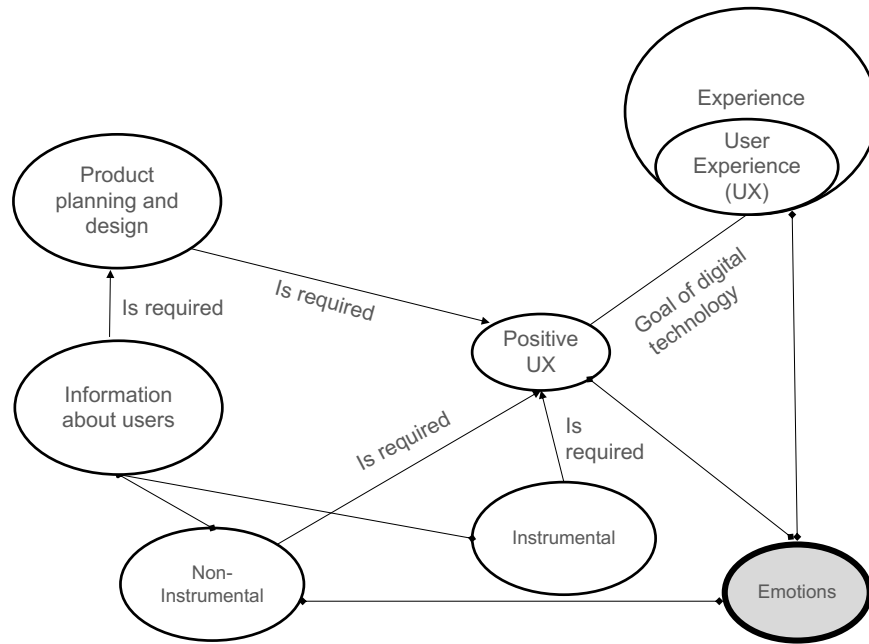 Experience
User
Experience
(UX)
Product
planning and
design
Is required
Is required
Goal of digital
technology
Positive
UX
Information
about users
Is required
Is
required
Instrumental
Non-
Instrumental
Emotions